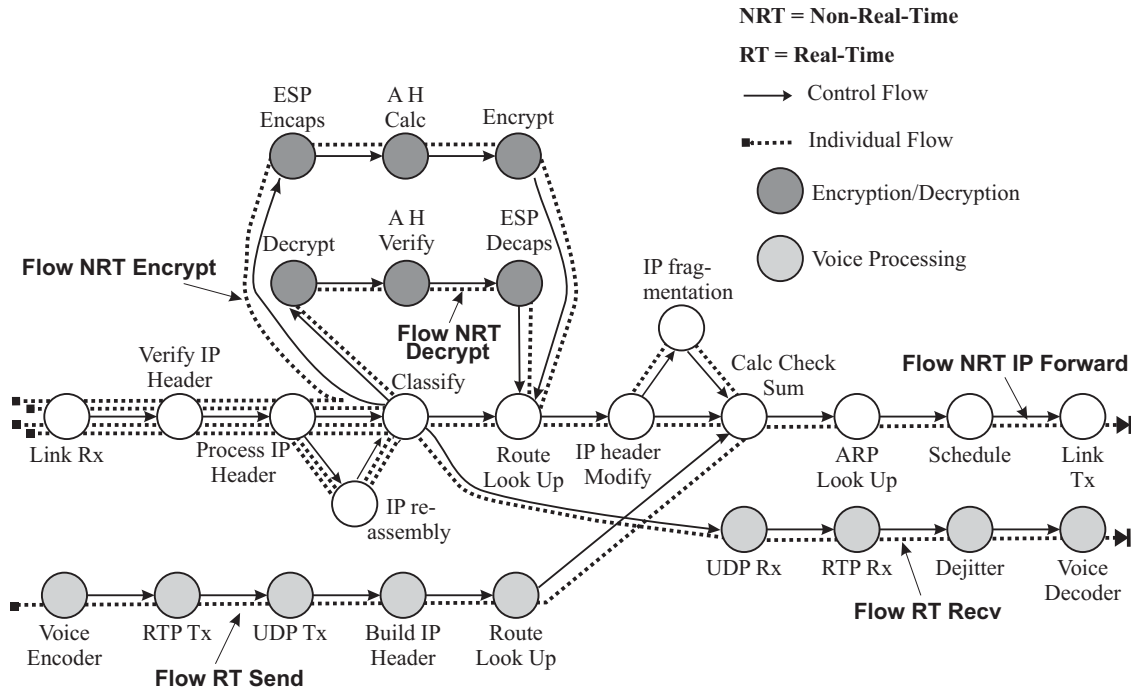 NRT = Non-Real-Time
RT = Real-Time
Control Flow
Individual Flow
Encryption/Decryption
Voice Processing
ESP
Encaps
A H
Calc
Encrypt
Decrypt
A H
Verify
ESP
Decaps
Flow NRT Encrypt
Flow NRT
Decrypt
IP frag-
mentation
Verify IP
Header
Classify
Calc Check
Sum
Flow NRT IP Forward
Link Rx
Process IP
Header
Route
Look Up
IP header
Modify
ARP
Look Up
Schedule
Link
Tx
IP re-
assembly
UDP Rx
RTP Rx
Dejitter
Voice
Decoder
Flow RT Recv
Voice
Encoder
RTP Tx
UDP Tx
Build IP
Header
Route
Look Up
Flow RT Send